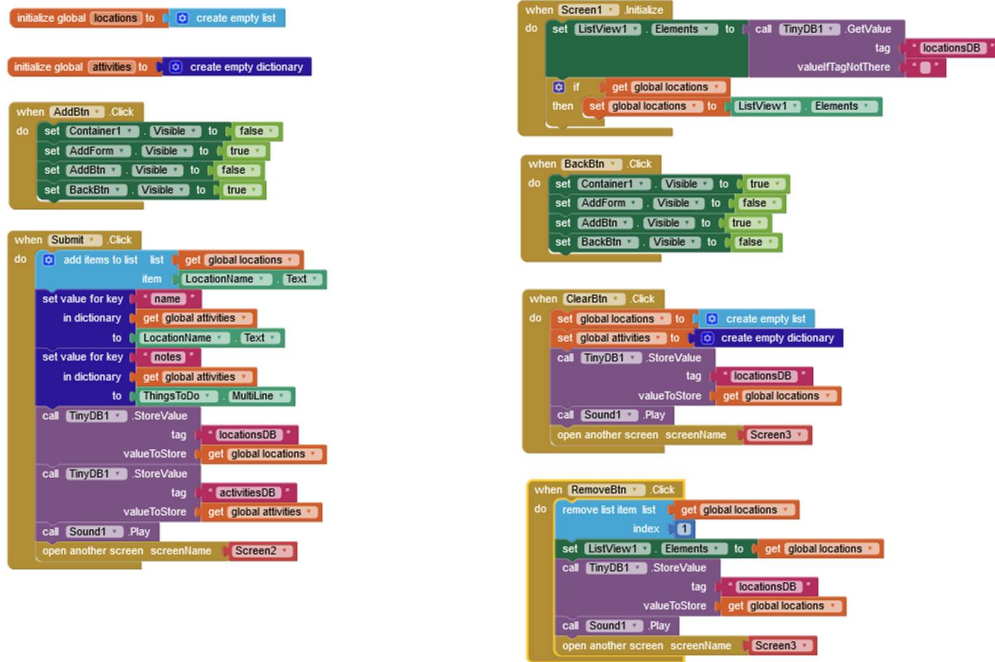 initialize global locations to create empty list
initialize global attivities to create empty dictionary
when AddBtn .Click
do set Container1 . Visible to false
set AddForm . Visible to true
set AddBtn . Visible to false
set BackBtn . Visible to true
when Submit .Click
do add items to list list get global locations
item LocationName . Text
set value for key " name "
in dictionary get global attivities
to LocationName . Text
set value for key " notes "
in dictionary get global attivities
to ThingsToDo . MultiLine
call TinyDB1 .StoreValue
tag " locationsDB "
valueToStore get global locations
call TinyDB1 .StoreValue
tag " activitiesDB "
valueToStore get global attivities
call Sound1 .Play
open another screen screenName Screen2
when Screen1 .Initialize
do set ListView1 . Elements to call TinyDB1 .GetValue
tag " locationsDB "
valueIfTagNotThere " "
if get global locations
then set global locations to ListView1 . Elements
when BackBtn .Click
do set Container1 . Visible to true
set AddForm . Visible to false
set AddBtn . Visible to true
set BackBtn . Visible to false
when ClearBtn .Click
do set global locations to create empty list
set global attivities to create empty dictionary
call TinyDB1 .StoreValue
tag " locationsDB "
valueToStore get global locations
call Sound1 .Play
open another screen screenName Screen3
when RemoveBtn .Click
do remove list item list get global locations
index 1
set ListView1 . Elements to get global locations
call TinyDB1 .StoreValue
tag " locationsDB "
valueToStore get global locations
call Sound1 .Play
open another screen screenName Screen3